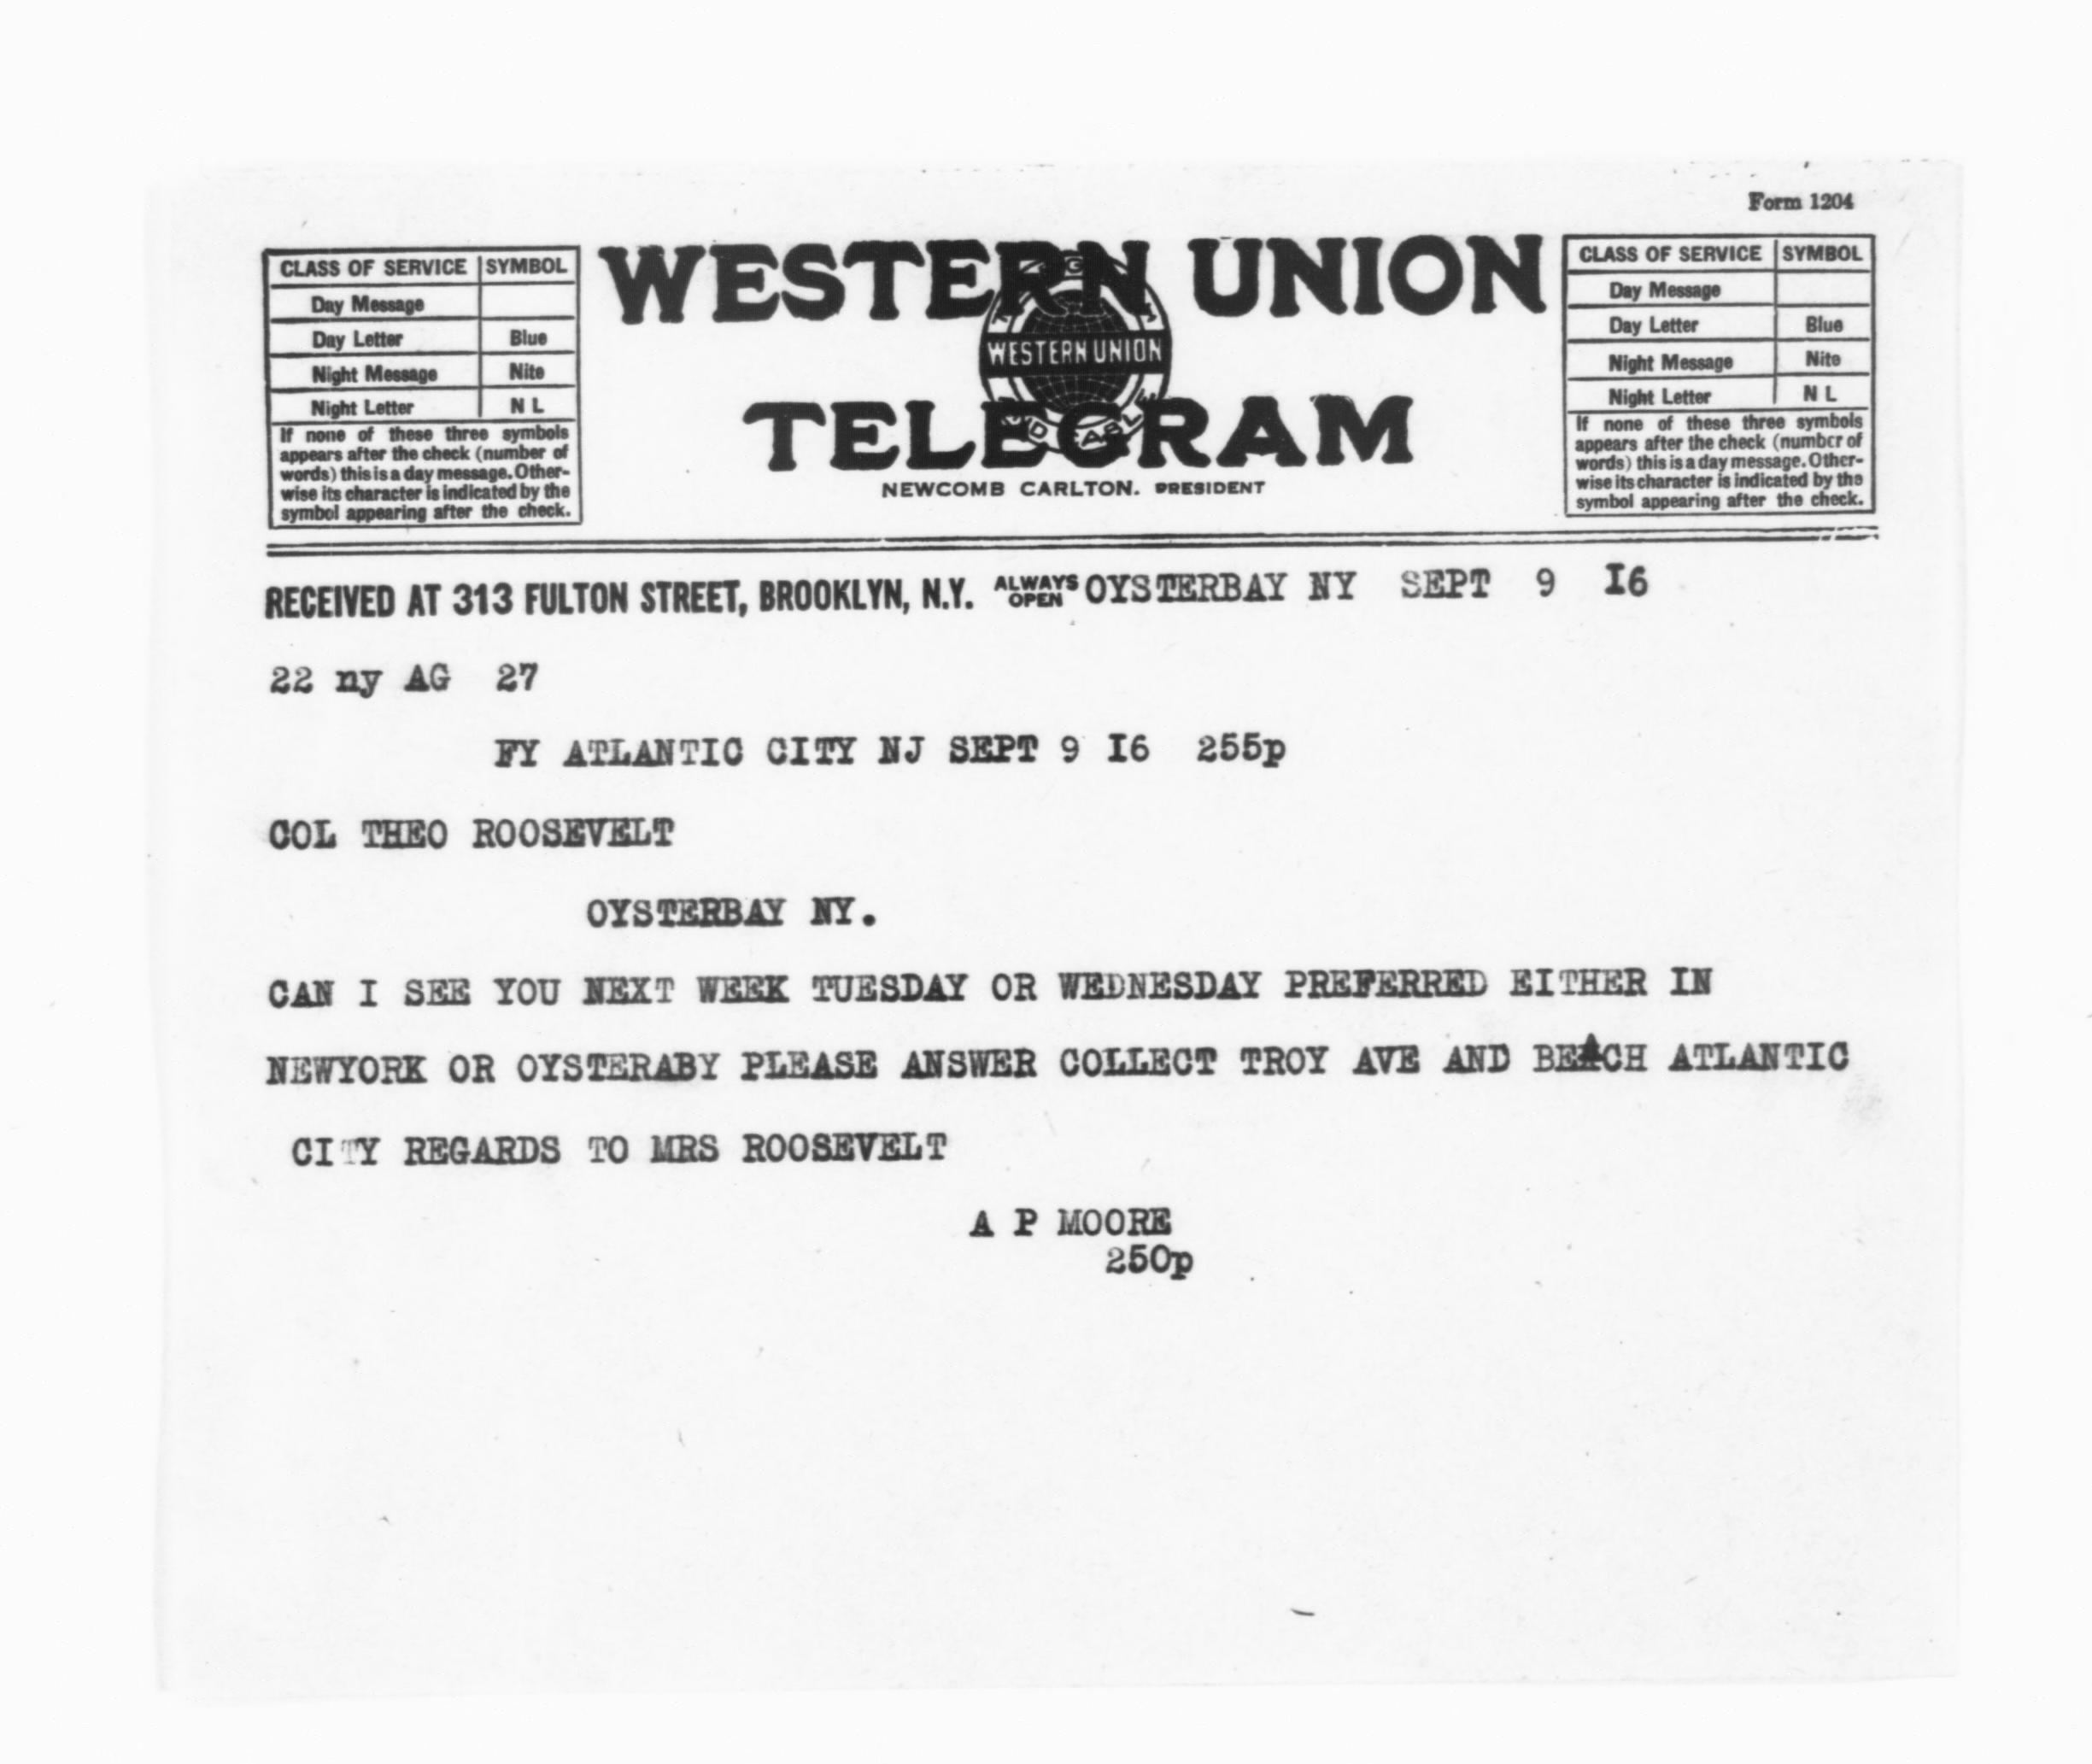 Form 1204
CLASS OF SERVICE SYMBOL
Day Message
Day Letter Blue
Night Message Nite
Night Letter N L
If none of these three symbols
appears after the check (number of
words) this is a day message. Other-
wise its character is indicated by the
symbol appearing after the check.
WESTERN UNION
WESTERN UNION
TELEGRAM
NEWCOMB CARLTON. PRESIDENT
CLASS OF SERVICE SYMBOL
Day Message
Day Letter Blue
Night Message Nite
Night Letter N L
If none of these three symbols
appears after the check (number of
words) this is a day message. Other-
wise its character is indicated by the
symbol appearing after the check.
RECEIVED AT 313 FULTON STREET, BROOKLYN, N.Y. ALWAYS OPEN OYSTERBAY NY SEPT 9 I6
22 ny AG 27
FY ATLANTIC CITY NJ SEPT 9 I6 255p
COL THEO ROOSEVELT
OYSTERBAY NY.
CAN I SEE YOU NEXT WEEK TUESDAY OR WEDNESDAY PREFERRED EITHER IN
NEWYORK OR OYSTERABY PLEASE ANSWER COLLECT TROY AVE AND BEACH ATLANTIC
CITY REGARDS TO MRS ROOSEVELT
A P MOORE
250p